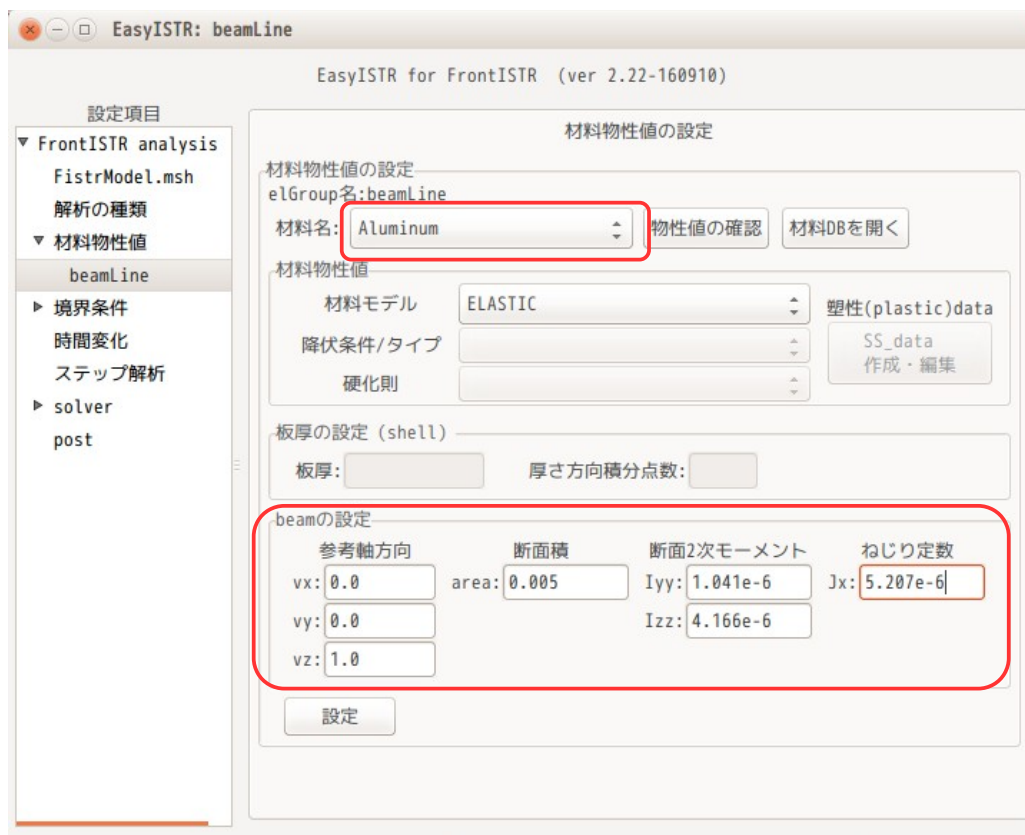 EasyISTR: beamLine
EasyISTR for FrontISTR (ver 2.22-160910)
設定項目
FrontISTR analysis
FistrModel.msh
解析の種類
材料物性値
beamLine
境界条件
時間変化
ステップ解析
solver
post
材料物性値の設定
材料物性値の設定
elGroup名:beamLine
材料名: Aluminum 物性値の確認 材料DBを開く
材料物性値
材料モデル ELASTIC 塑性(plastic)data
降伏条件/タイプ SS_data
作成・編集
硬化則
板厚の設定 (shell)
板厚: 厚さ方向積分点数:
beamの設定
参考軸方向 断面積 断面2次モーメント ねじり定数
vx: 0.0 area: 0.005 Iyy: 1.041e-6 Jx: 5.207e-6
vy: 0.0 Izz: 4.166e-6
vz: 1.0
設定